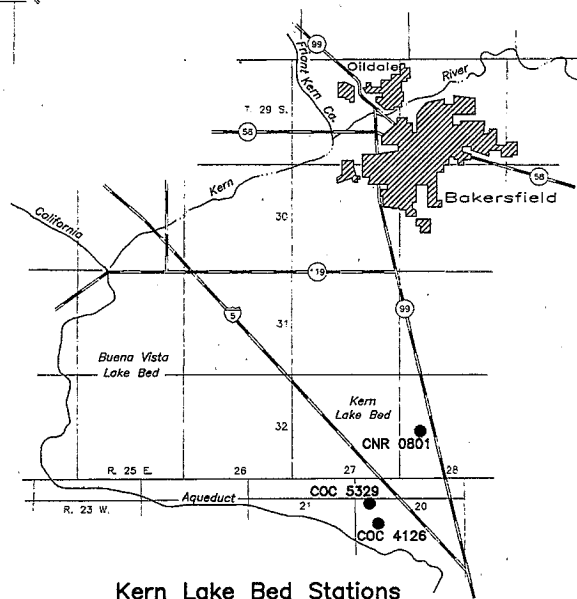 99
Oildale
River
Friant Kern Ca.
T. 29 S.
58
Kern
58
Bakersfield
California
30
119
5
99
31
Buena Vista
Lake Bed
Kern
Lake Bed
32
CNR 0801
R. 25 E.
26
27
28
COC 5329
Aqueduct
21
20
R. 23 W.
COC 4126
Kern Lake Bed Stations